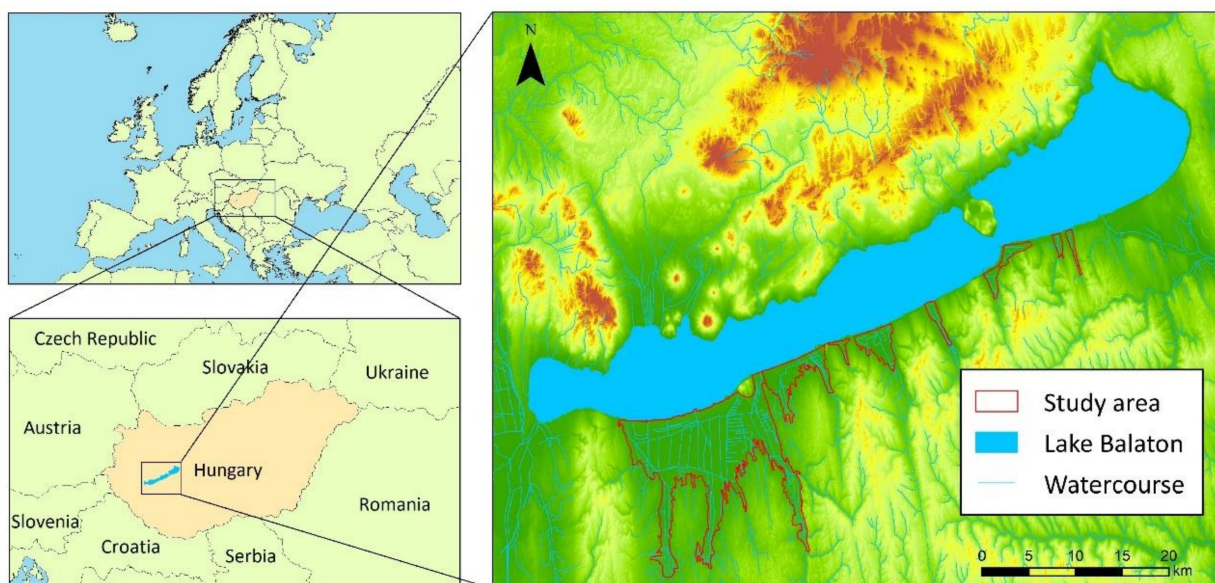 N
Czech Republic
Slovakia
Ukraine
Austria
Hungary
Romania
Slovenia
Croatia
Serbia
Study area
Lake Balaton
Watercourse
0 5 10 15 20
km